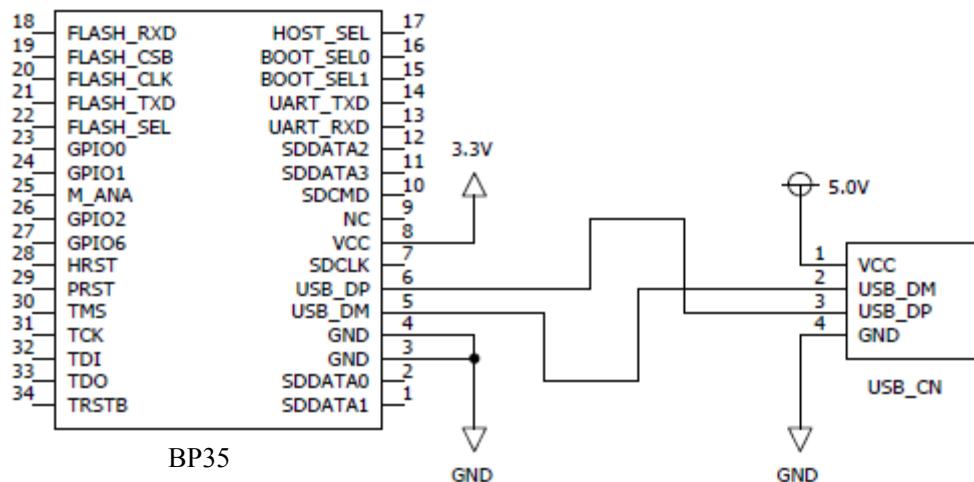 18 FLASH_RXD HOST_SEL 17
19 FLASH_CSB BOOT_SEL0 16
20 FLASH_CLK BOOT_SEL1 15
21 FLASH_TXD UART_TXD 14
22 FLASH_SEL UART_RXD 13
23 GPIO0 SDDATA2 12
24 GPIO1 SDDATA3 11
25 M_ANA SDCMD 10
26 GPIO2 NC 9
27 GPIO6 VCC 8
28 HRST SDCLK 7
29 PRST USB_DP 6
30 TMS USB_DM 5
31 TCK GND 4
32 TDI GND 3
33 TDO SDDATA0 2
34 TRSTB SDDATA1 1
BP35
3.3V
GND
5.0V
1 VCC
2 USB_DM
3 USB_DP
4 GND
USB_CN
GND